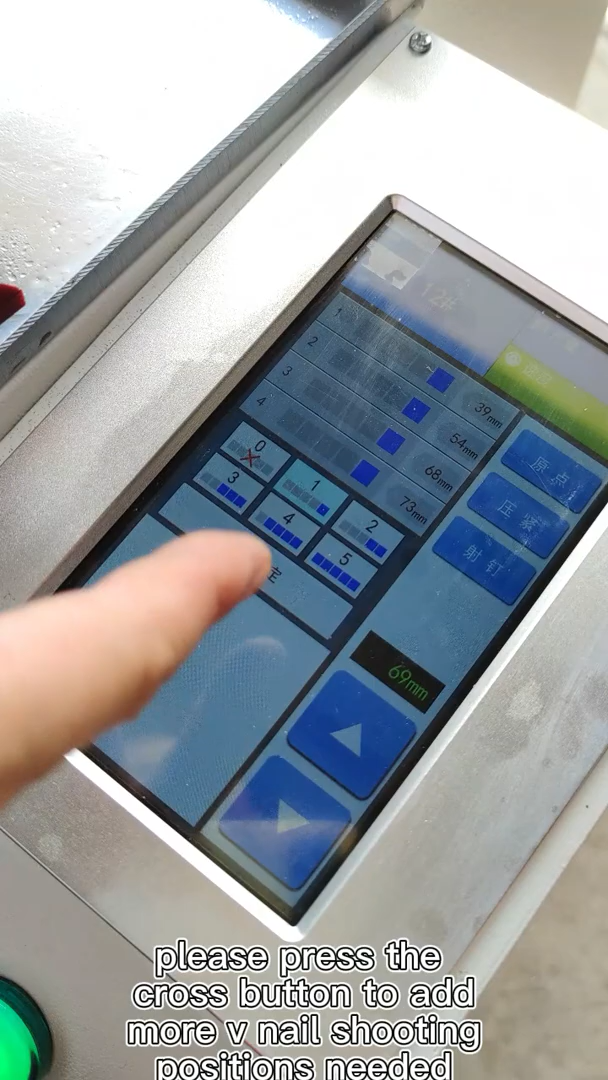 12#
1
39mm
2
54mm
3
68mm
4
73mm
0
1
2
3
4
5
定
原点
压紧
射钉
69mm
please press the
cross button to add
more v nail shooting
positions needed